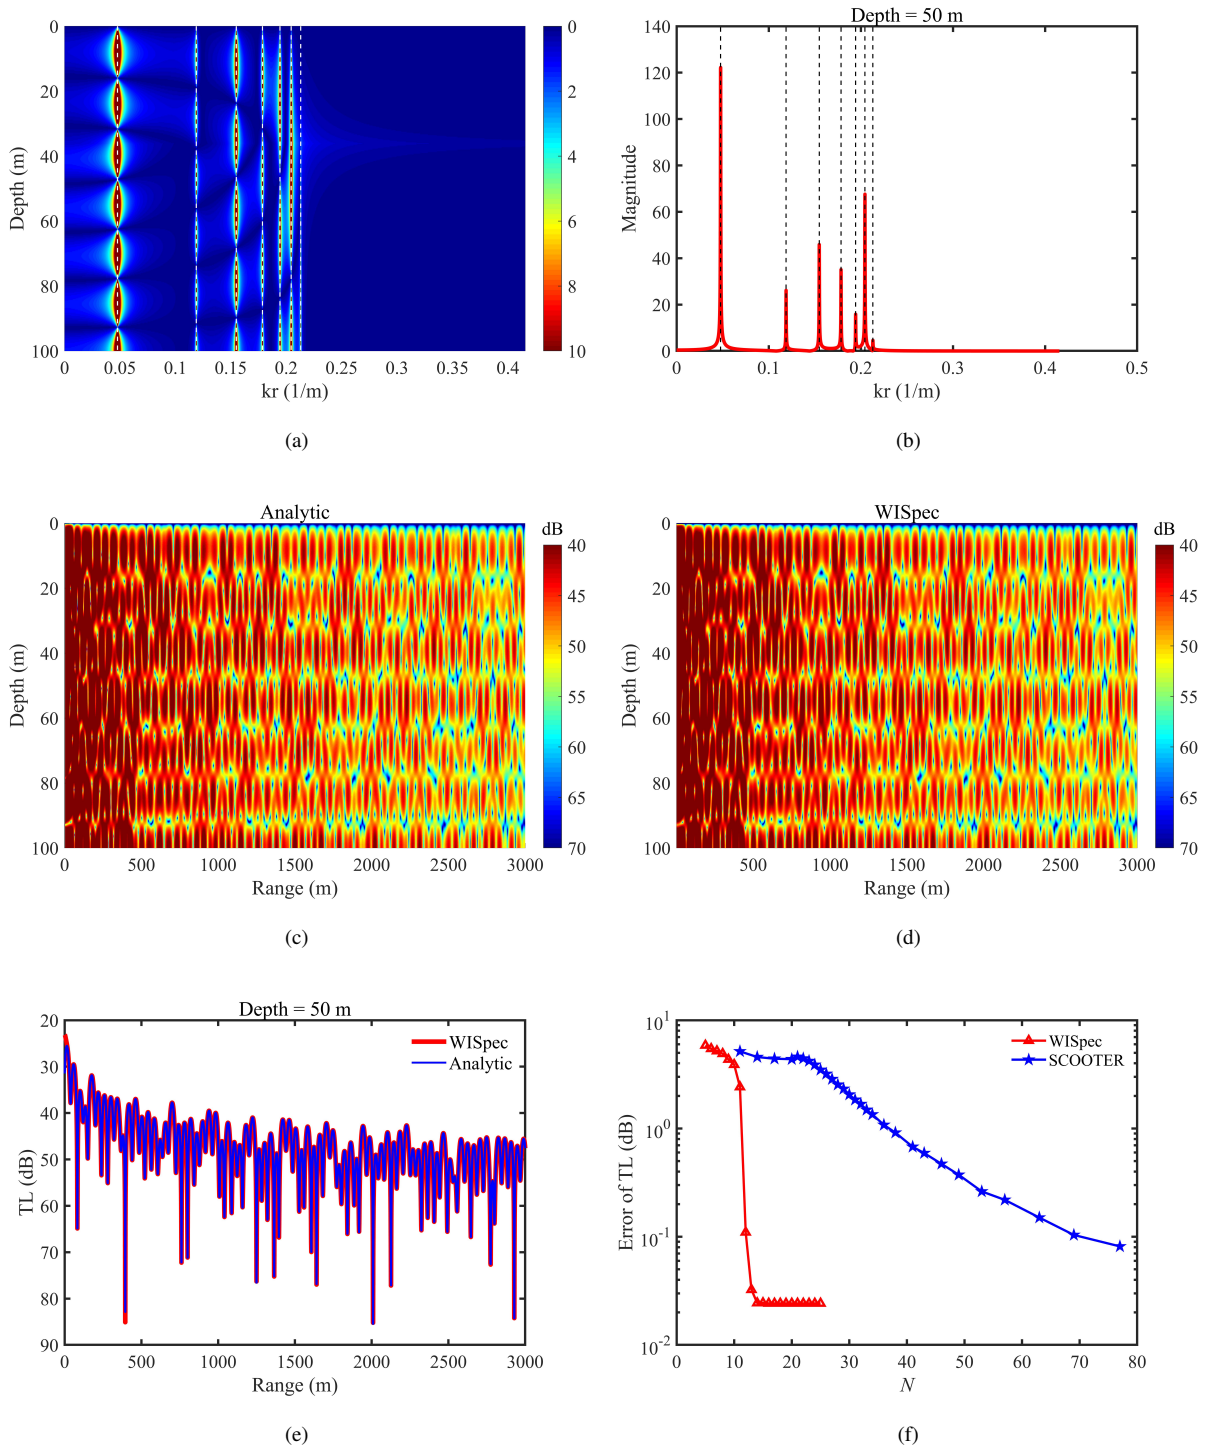 0
20
40
60
80
100
Depth (m)
0 0.05 0.1 0.15 0.2 0.25 0.3 0.35 0.4
kr (1/m)
0
2
4
6
8
10
(a)
Depth = 50 m
140
120
100
80
60
40
20
0
Magnitude
0 0.1 0.2 0.3 0.4 0.5
kr (1/m)
(b)
Analytic
0
20
40
60
80
100
Depth (m)
0 500 1000 1500 2000 2500 3000
Range (m)
dB
40
45
50
55
60
65
70
(c)
WISpec
0
20
40
60
80
100
Depth (m)
500 1000 1500 2000 2500 3000
Range (m)
dB
40
45
50
55
60
65
70
(d)
Depth = 50 m
20
30
40
50
60
70
80
90
TL (dB)
0 500 1000 1500 2000 2500 3000
Range (m)
WISpec
Analytic
(e)
10^1
10^0
10^-1
10^-2
Error of TL (dB)
0 10 20 30 40 50 60 70 80
N
WISpec
SCOOTER
(f)